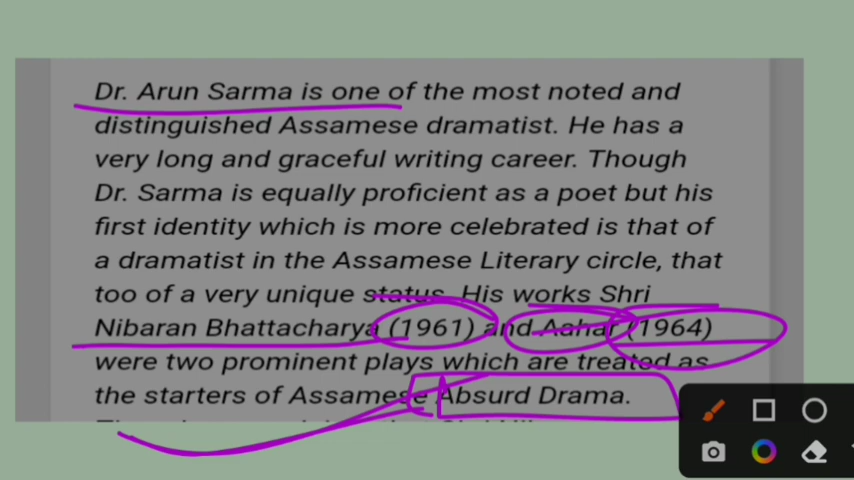 Dr. Arun Sarma is one of the most noted and
distinguished Assamese dramatist. He has a
very long and graceful writing career. Though
Dr. Sarma is equally proficient as a poet but his
first identity which is more celebrated is that of
a dramatist in the Assamese Literary circle, that
too of a very unique status. His works Shri
Nibaran Bhattacharya (1961) and Aahar (1964)
were two prominent plays which are treated as
the starters of Assamese Absurd Drama.